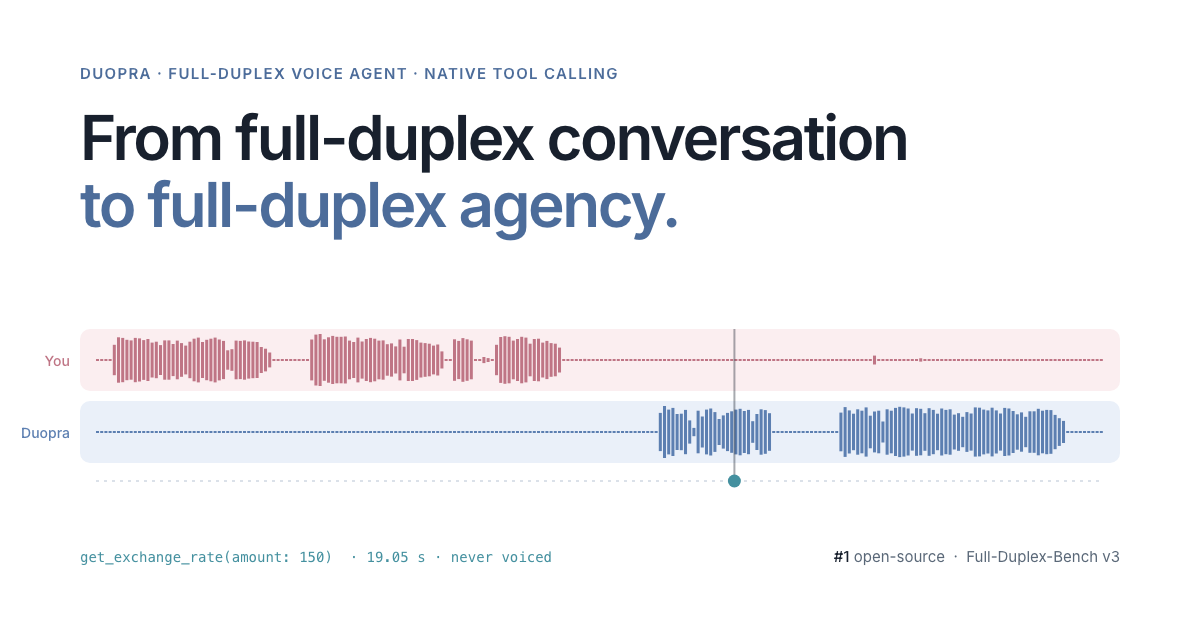 DUOPRA · FULL-DUPLEX VOICE AGENT · NATIVE TOOL CALLING
From full-duplex conversation
to full-duplex agency.
You
Duopra
get_exchange_rate(amount: 150) · 19.05 s · never voiced
#1 open-source · Full-Duplex-Bench v3